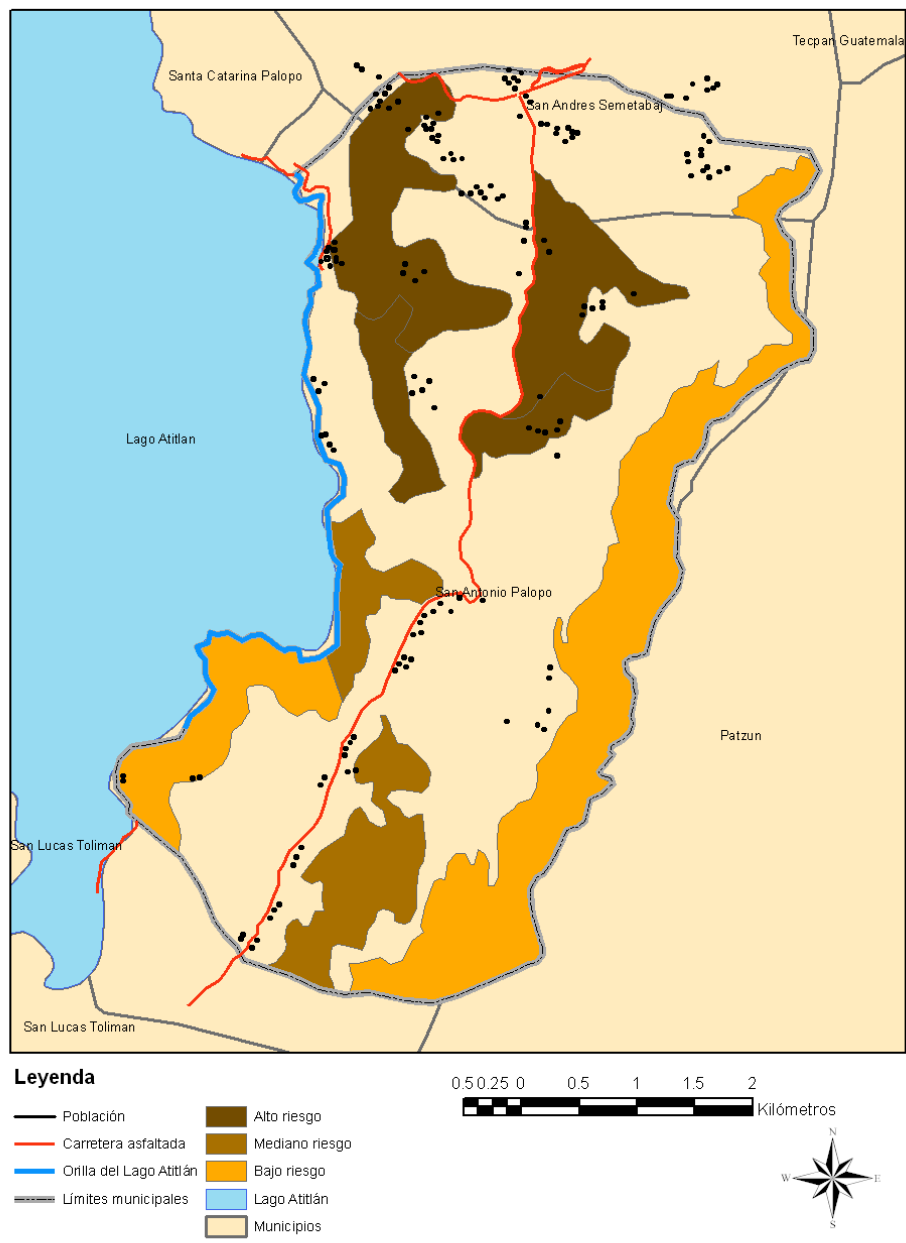 Tecpan Guatemala
Santa Catarina Palopo
San Andres Semetabaj
Lago Atitlan
San Antonio Palopo
Patzun
San Lucas Toliman
San Lucas Toliman
Leyenda
Población
Carretera asfaltada
Orilla del Lago Atitlán
Límites municipales
Alto riesgo
Mediano riesgo
Bajo riesgo
Lago Atitlán
Municipios
0.5 0.25 0 0.5 1 1.5 2
Kilómetros
N
W E
S